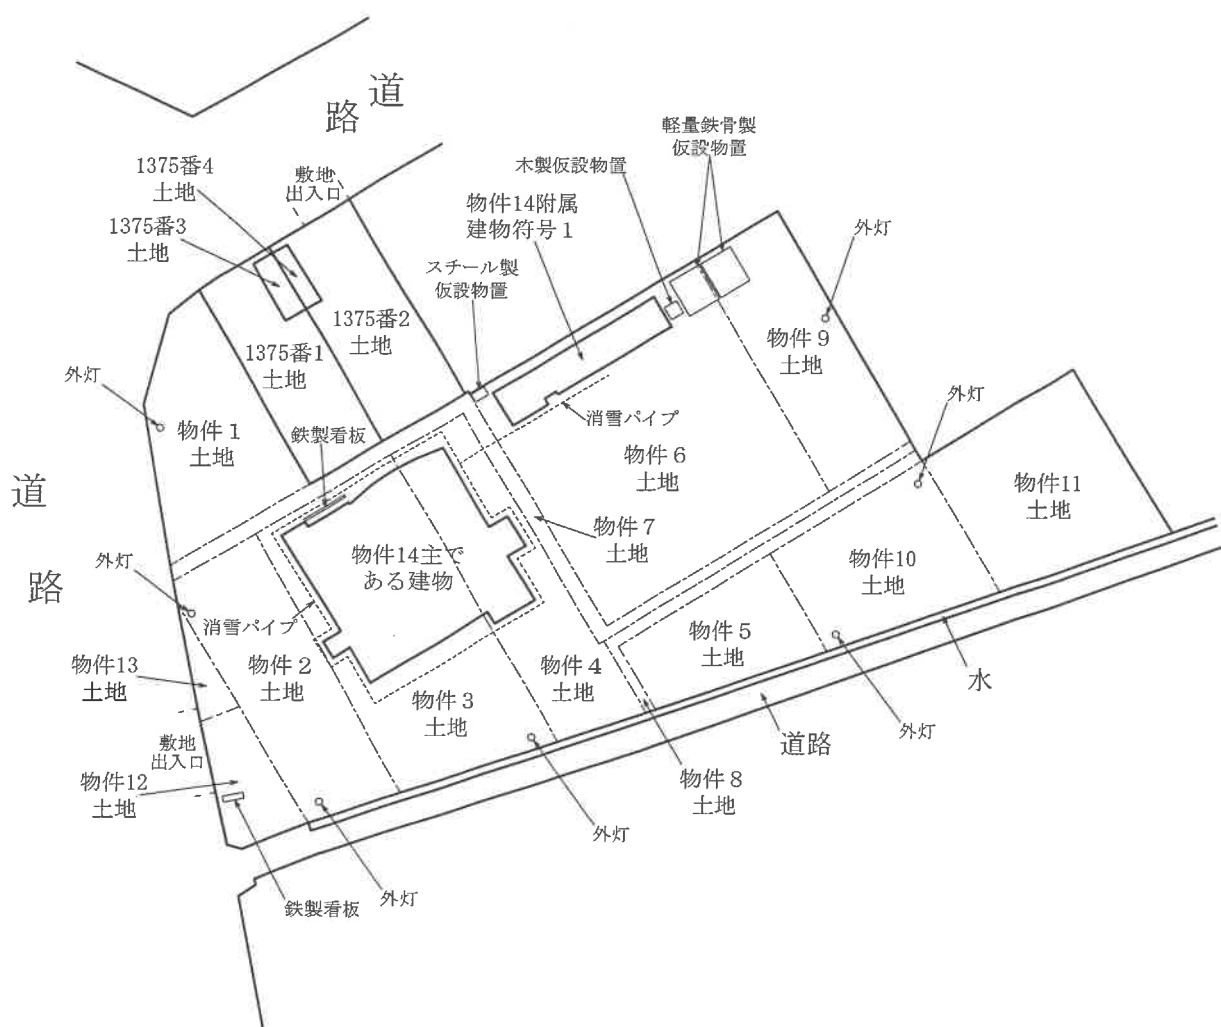 道
路
軽量鉄骨製
仮設物置
1375番4
土地
敷地
出入口
木製仮設物置
物件14附属
建物符号1
1375番3
土地
外灯
スチール製
仮設物置
1375番2
土地
物件9
土地
1375番1
土地
外灯
外灯
消雪パイプ
物件1
土地
鉄製看板
物件6
土地
道
路
物件11
土地
物件7
土地
物件14主で
ある建物
外灯
物件10
土地
消雪パイプ
物件5
土地
物件13
土地
物件2
土地
物件4
土地
水
物件3
土地
外灯
道路
敷地
出入口
物件12
土地
物件8
土地
外灯
外灯
鉄製看板